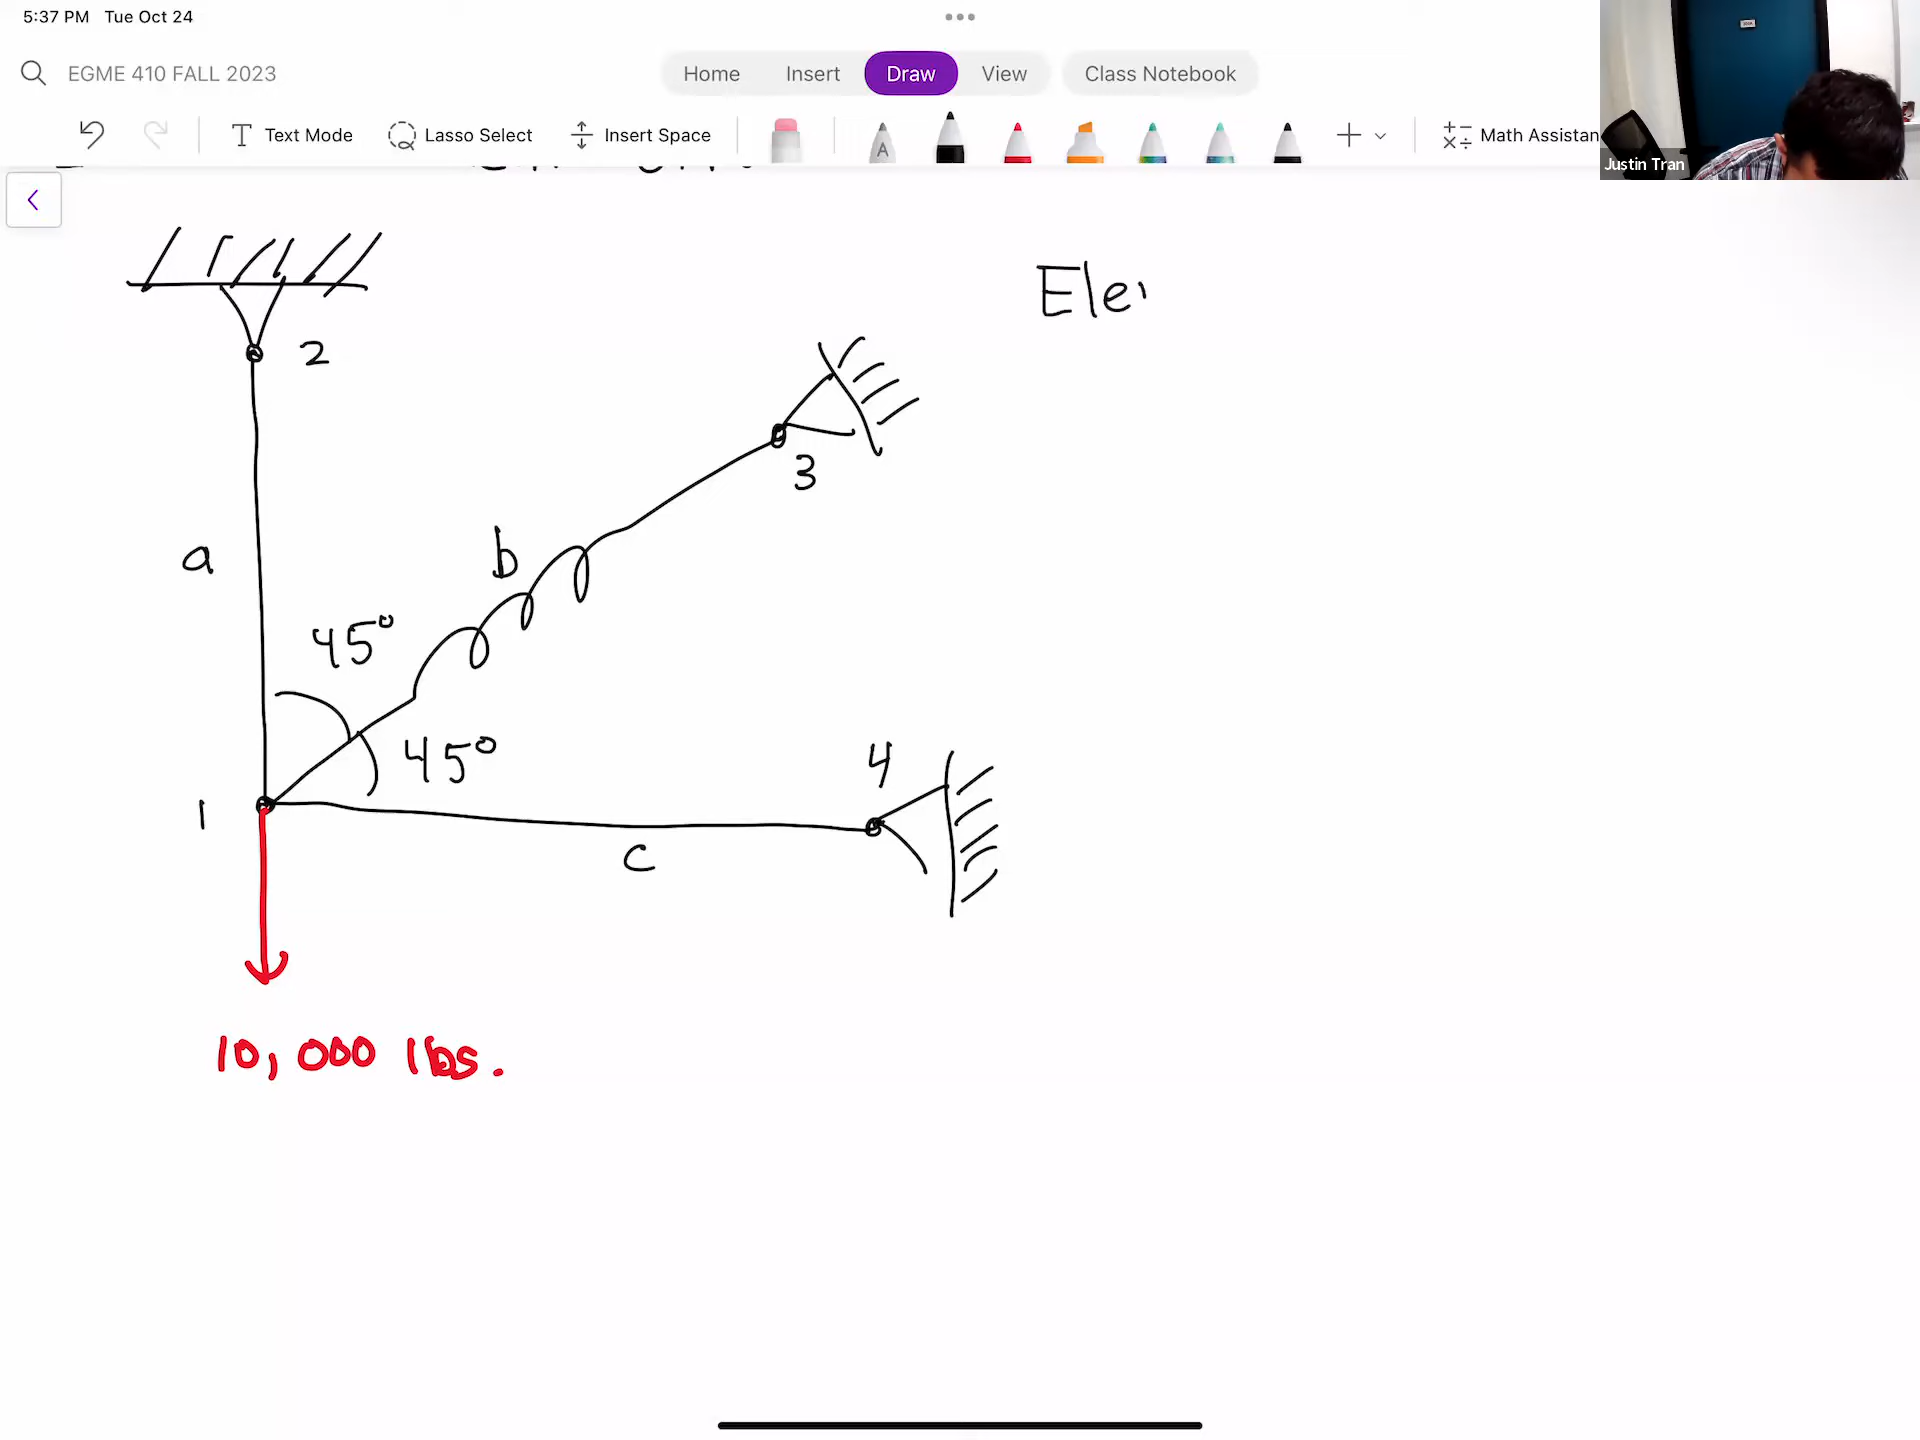 5:37 PM Tue Oct 24
EGME 410 FALL 2023
Home Insert Draw View Class Notebook
Text Mode Lasso Select Insert Space A Math Assistan
Justin Tran
Ele
2
3
a
b
45°
45°
4
1
c
10,000 lbs.